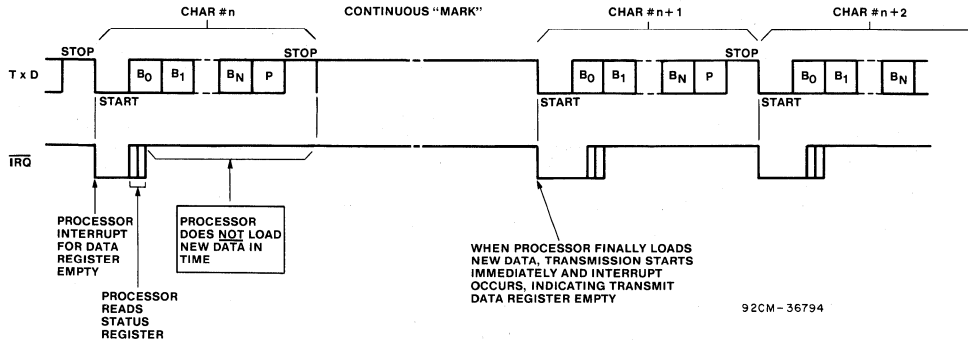 CHAR #n
CONTINUOUS "MARK"
CHAR #n+1
CHAR #n+2
STOP
STOP
STOP
T x D
B0 B1 BN P
B0 B1 BN P
B0 B1 BN
START
START
START
IRQ
PROCESSOR
INTERRUPT
FOR DATA
REGISTER
EMPTY
PROCESSOR
READS
STATUS
REGISTER
PROCESSOR
DOES NOT LOAD
NEW DATA IN
TIME
WHEN PROCESSOR FINALLY LOADS
NEW DATA, TRANSMISSION STARTS
IMMEDIATELY AND INTERRUPT
OCCURS, INDICATING TRANSMIT
DATA REGISTER EMPTY
92CM-36794